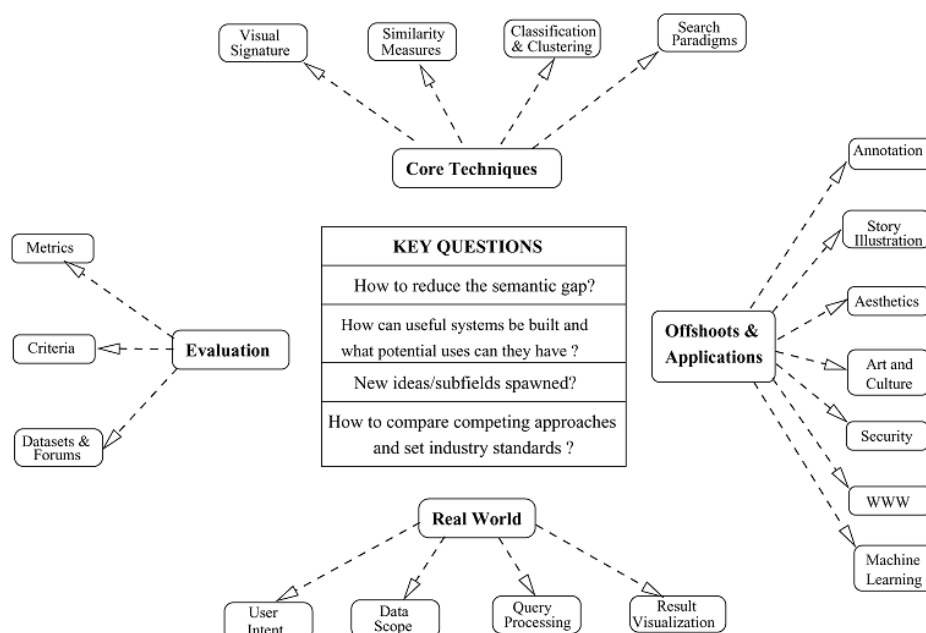 Visual
Signature
Similarity
Measures
Classification
& Clustering
Search
Paradigms
Core Techniques
Annotation
Story
Illustration
Aesthetics
Art and
Culture
Security
WWW
Machine
Learning
Offshoots &
Applications
KEY QUESTIONS
How to reduce the semantic gap?
How can useful systems be built and
what potential uses can they have ?
New ideas/subfields spawned?
How to compare competing approaches
and set industry standards ?
Metrics
Criteria
Datasets &
Forums
Evaluation
Real World
User
Intent
Data
Scope
Query
Processing
Result
Visualization